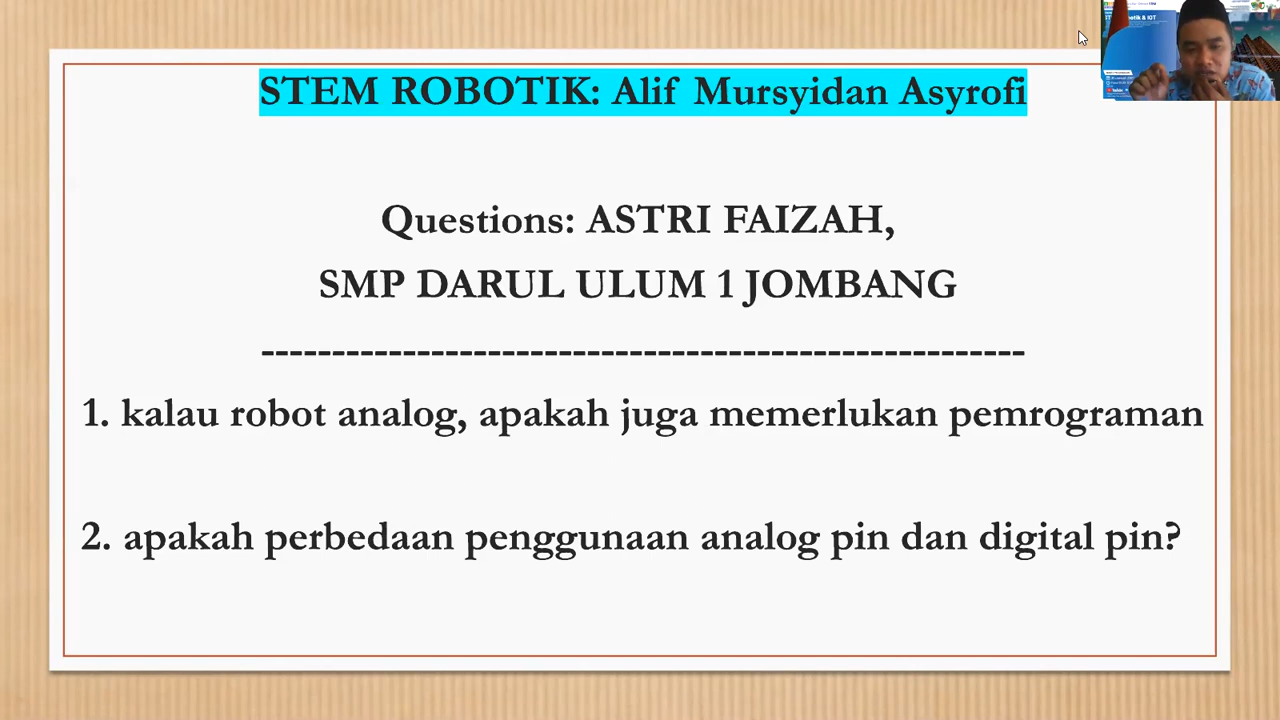 STEM ROBOTIK: Alif Mursyidan Asyrofi
Questions: ASTRI FAIZAH,
SMP DARUL ULUM 1 JOMBANG
------------------------------------------------------
1. kalau robot analog, apakah juga memerlukan pemrograman
2. apakah perbedaan penggunaan analog pin dan digital pin?